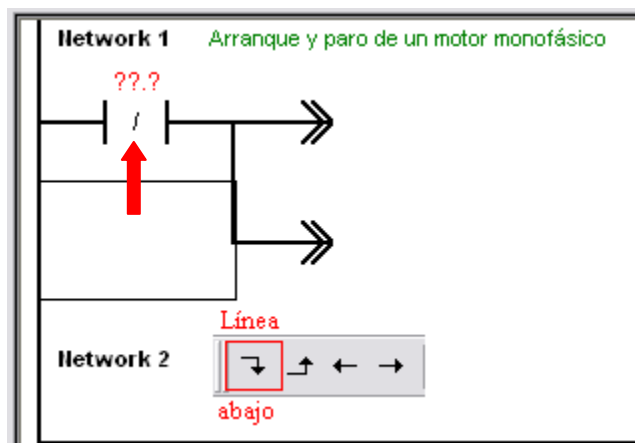 Network 1 Arranque y paro de un motor monofásico
??.?
/
Línea
Network 2
abajo